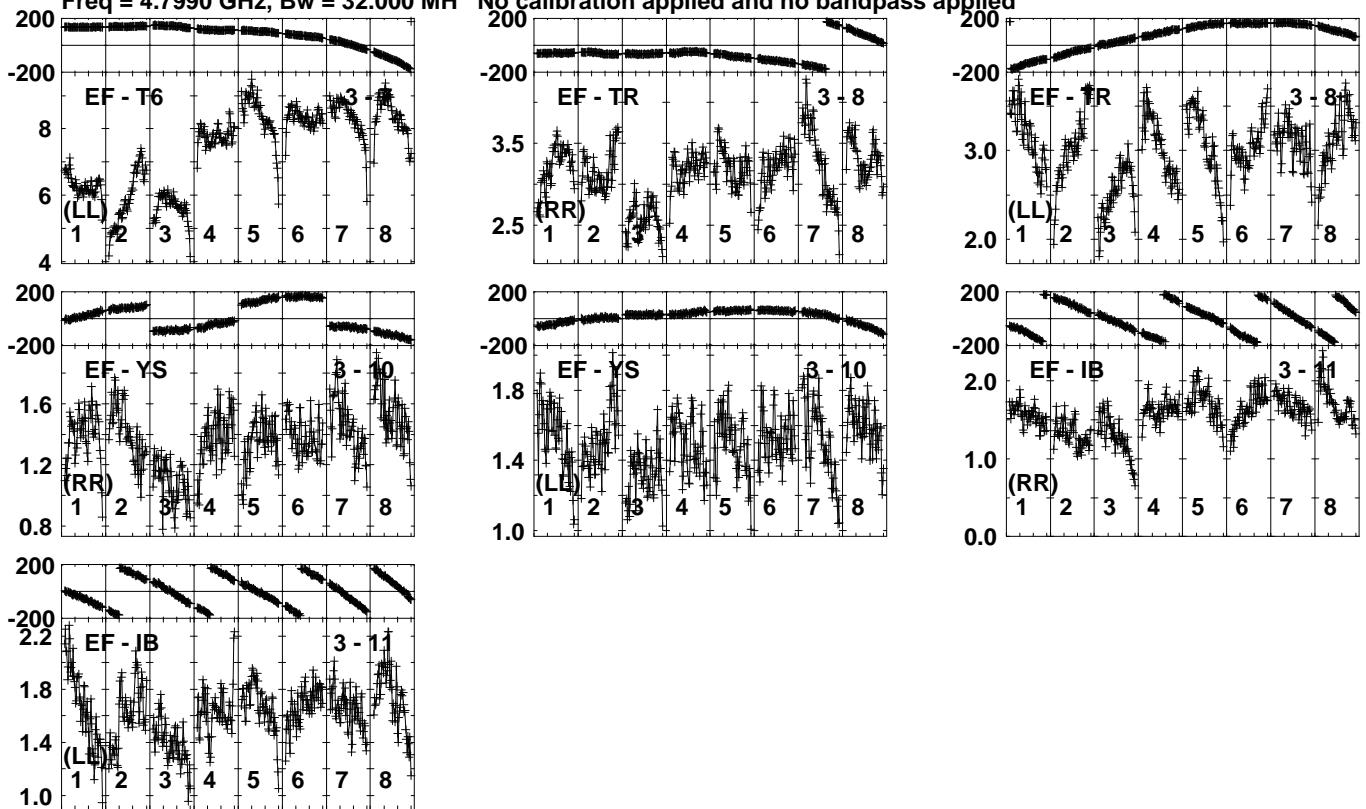 Freq = 4.7990 GHz, Bw = 32.000 MH No calibration applied and no bandpass applied
200
-200
EF - T6
8
6
4
(LL)
1 2 3 4 5 6 7 8
200
-200
EF - TR 3 - 8
3.5
2.5
(RR)
1 2 3 4 5 6 7 8
200
-200
EF - TR 3 - 8
3.0
2.0
(LL)
1 2 3 4 5 6 7 8
200
-200
EF - YS 3 - 10
1.6
1.2
0.8
(RR)
1 2 3 4 5 6 7 8
200
-200
EF - YS 3 - 10
1.8
1.4
1.0
(LL)
1 2 3 4 5 6 7 8
200
-200
EF - IB 3 - 11
2.0
1.0
0.0
(RR)
1 2 3 4 5 6 7 8
200
-200
EF - IB 3 - 11
2.2
1.8
1.4
1.0
(LL)
1 2 3 4 5 6 7 8